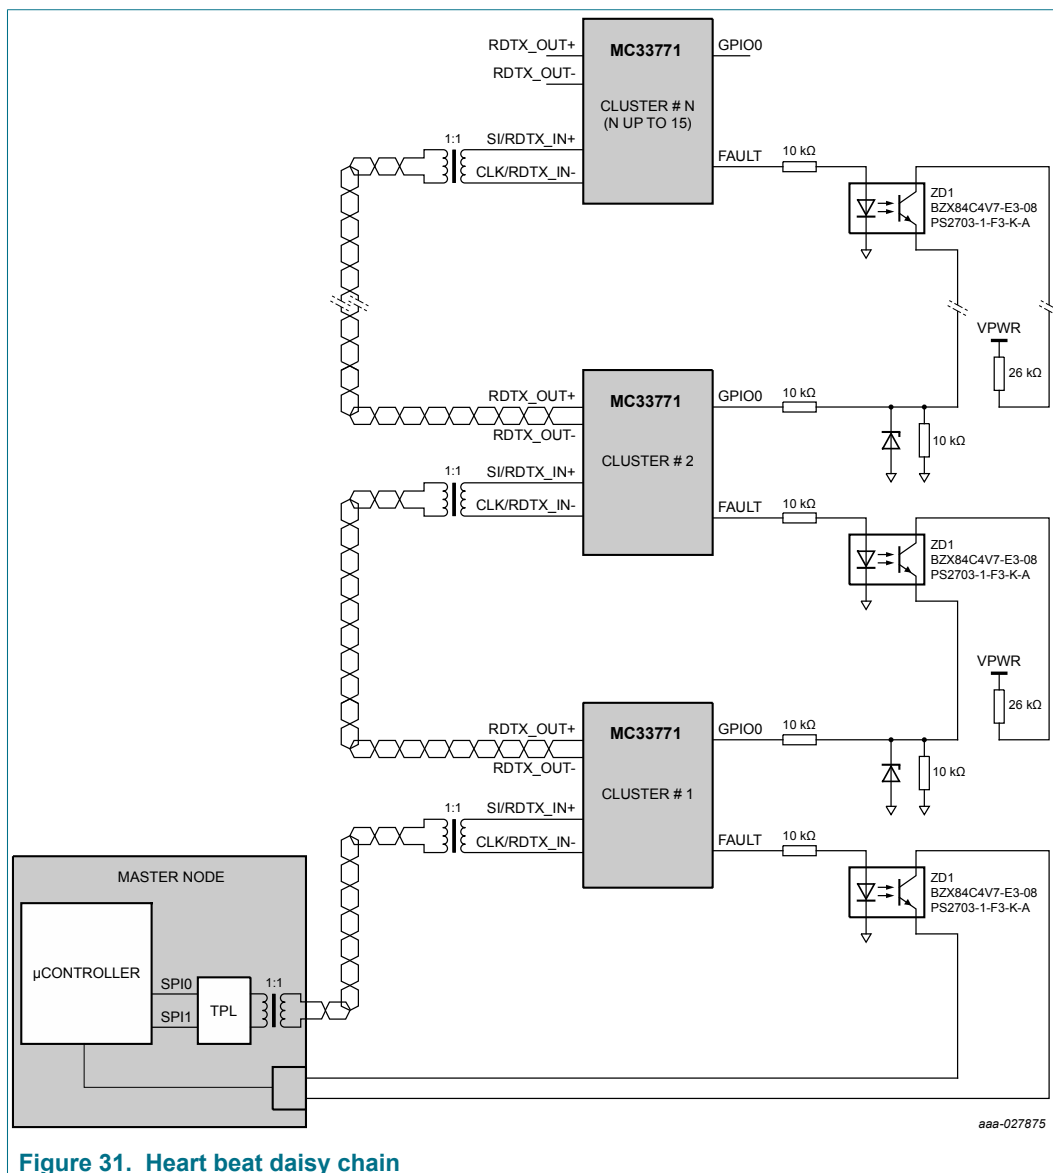 RDTX_OUT+
RDTX_OUT-
MC33771
CLUSTER # N
(N UP TO 15)
GPIO0
1:1
SI/RDTX_IN+
CLK/RDTX_IN-
FAULT
10 kΩ
ZD1
BZX84C4V7-E3-08
PS2703-1-F3-K-A
VPWR
26 kΩ
RDTX_OUT+
RDTX_OUT-
MC33771
CLUSTER # 2
GPIO0
10 kΩ
10 kΩ
1:1
SI/RDTX_IN+
CLK/RDTX_IN-
FAULT
10 kΩ
ZD1
BZX84C4V7-E3-08
PS2703-1-F3-K-A
VPWR
26 kΩ
RDTX_OUT+
RDTX_OUT-
MC33771
CLUSTER # 1
GPIO0
10 kΩ
10 kΩ
1:1
SI/RDTX_IN+
CLK/RDTX_IN-
FAULT
10 kΩ
ZD1
BZX84C4V7-E3-08
PS2703-1-F3-K-A
MASTER NODE
µCONTROLLER
SPI0
SPI1
TPL
1:1
aaa-027875
Figure 31. Heart beat daisy chain